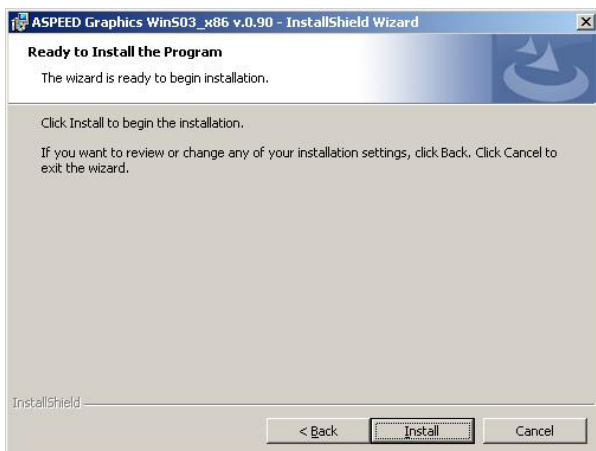 ASPEED Graphics WinS03_x86 v.0.90 - InstallShield Wizard
Ready to Install the Program
The wizard is ready to begin installation.
Click Install to begin the installation.
If you want to review or change any of your installation settings, click Back. Click Cancel to
exit the wizard.
InstallShield
< Back Install Cancel